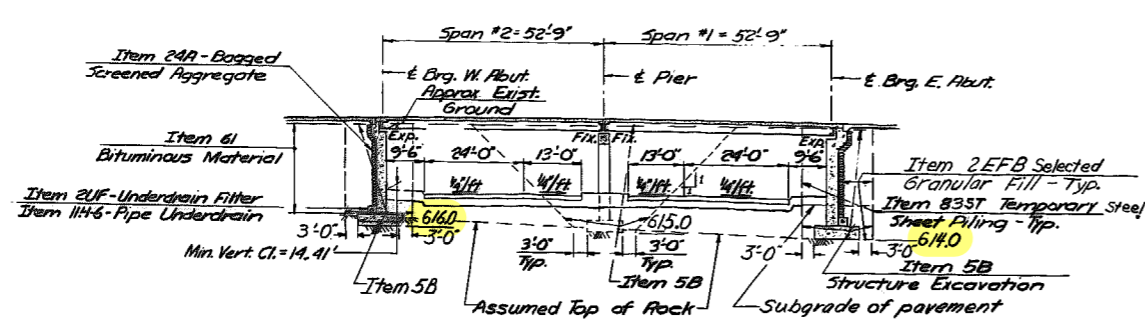 Span #2 = 52'-9"
Span #1 = 52'-9"
Item 24A - Bagged
Screened Aggregate
℄ Brg. W. Abut.
℄ Pier
℄ Brg. E. Abut.
Approx Exist.
Ground
Item 61
Bituminous Material
Exp.
Fix.
Fix.
Exp.
9'-6"
24'-0"
13'-0"
13'-0"
24'-0"
9'-6"
¼"/ft
¼"/ft
¼"/ft
1
1
¼"/ft
Item 2EFB Selected
Granular Fill - Typ.
Item 2UF - Underdrain Filter
Item 11H-6 - Pipe Underdrain
Item 83ST Temporary Steel
Sheet Piling - Typ.
616.0
615.0
614.0
3'-0"
3'-0"
3'-0"
Typ.
3'-0"
Typ.
3'-0"
3'-0"
Min. Vert. Cl. = 14.41'
Item 5B
Item 5B
Item 5B
Structure Excavation
Assumed Top of Rock
Subgrade of pavement